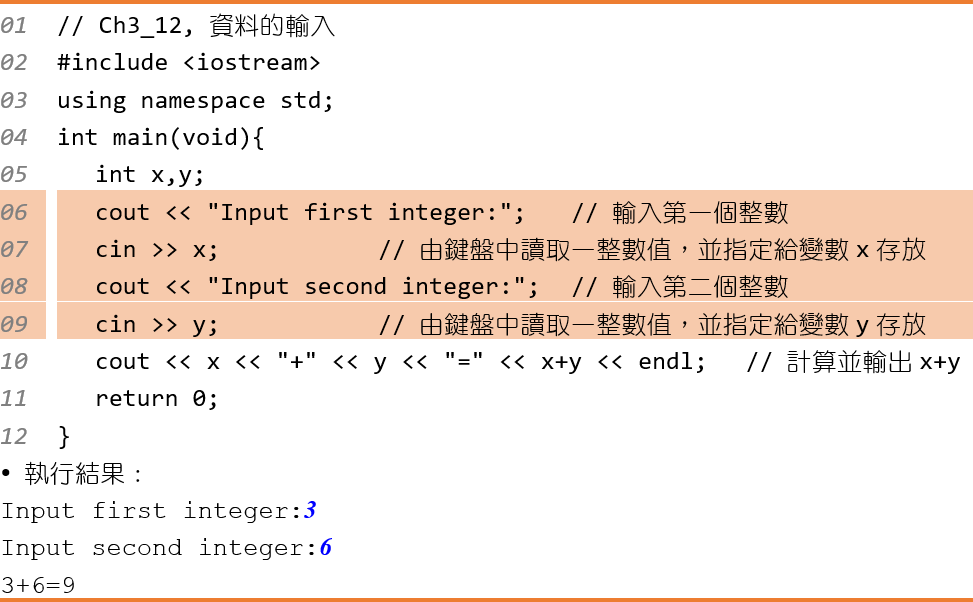 01 // Ch3_12, 資料的輸入
02 #include <iostream>
03 using namespace std;
04 int main(void){
05 int x,y;
06 cout << "Input first integer:"; // 輸入第一個整數
07 cin >> x; // 由鍵盤中讀取一整數值，並指定給變數 x 存放
08 cout << "Input second integer:"; // 輸入第二個整數
09 cin >> y; // 由鍵盤中讀取一整數值，並指定給變數 y 存放
10 cout << x << "+" << y << "=" << x+y << endl; // 計算並輸出 x+y
11 return 0;
12 }
• 執行結果：
Input first integer:3
Input second integer:6
3+6=9